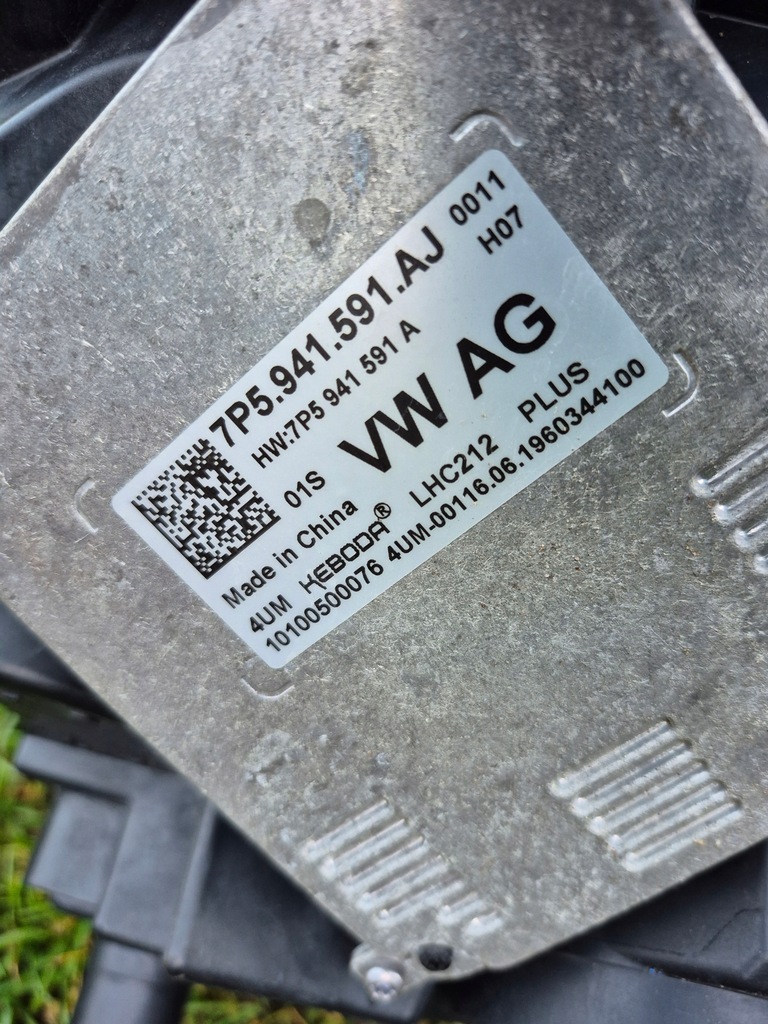 7P5.941.591.AJ 0011
HW:7P5 941 591 A H07
01S VW AG
Made in China
4UM KEBODA® LHC212 PLUS
10100500076 4UM-00116.06.1960344100